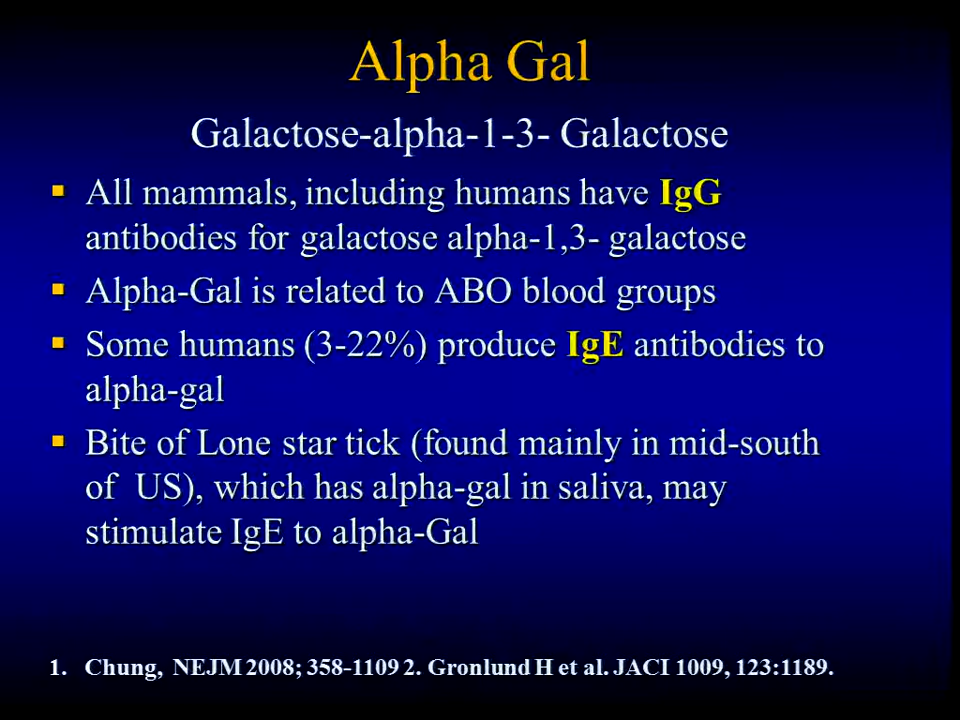 Alpha Gal
Galactose-alpha-1-3- Galactose
▪ All mammals, including humans have IgG
antibodies for galactose alpha-1,3- galactose
▪ Alpha-Gal is related to ABO blood groups
▪ Some humans (3-22%) produce IgE antibodies to
alpha-gal
▪ Bite of Lone star tick (found mainly in mid-south
of US), which has alpha-gal in saliva, may
stimulate IgE to alpha-Gal
1. Chung, NEJM 2008; 358-1109 2. Gronlund H et al. JACI 1009, 123:1189.